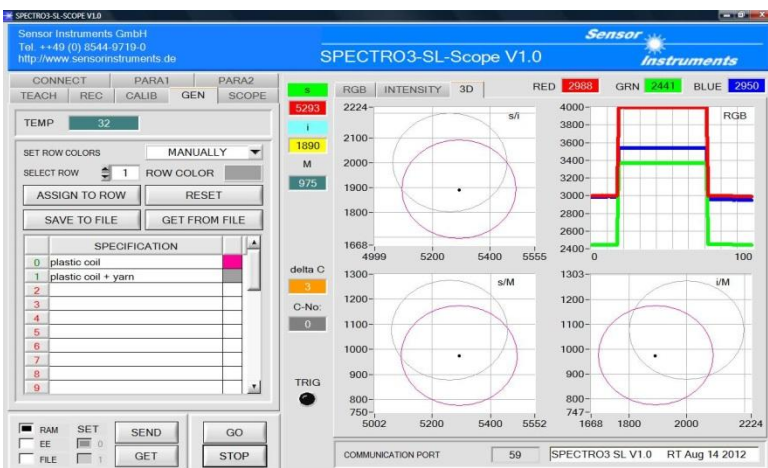 SPECTRO3-SL-SCOPE V1.0
Sensor Instruments GmbH
Tel. ++49 (0) 8544-9719-0
http://www.sensorinstruments.de
SPECTRO3-SL-Scope V1.0
Sensor
Instruments
CONNECT PARA1 PARA2
TEACH REC CALIB GEN SCOPE
TEMP 32
SET ROW COLORS MANUALLY
SELECT ROW 1 ROW COLOR
ASSIGN TO ROW RESET
SAVE TO FILE GET FROM FILE
SPECIFICATION
0 plastic coil
1 plastic coil + yarn
2
3
4
5
6
7
8
9
RAM SET SEND GO
EE 0
FILE 1 GET STOP
s
5293
i
1890
M
975
delta C
3
C-No:
0
TRIG
RGB INTENSITY 3D RED 2988 GRN 2441 BLUE 2950
s/i
2224
2100
2000
1900
1800
1668
4999 5200 5400 5555
RGB
4000
3800
3600
3400
3200
3000
2800
2600
2400
0 100
s/M
1300
1200
1100
1000
900
800
750
5002 5200 5400 5552
i/M
1303
1200
1100
1000
900
800
747
1668 1800 2000 2224
COMMUNICATION PORT 59 SPECTRO3 SL V1.0 RT Aug 14 2012